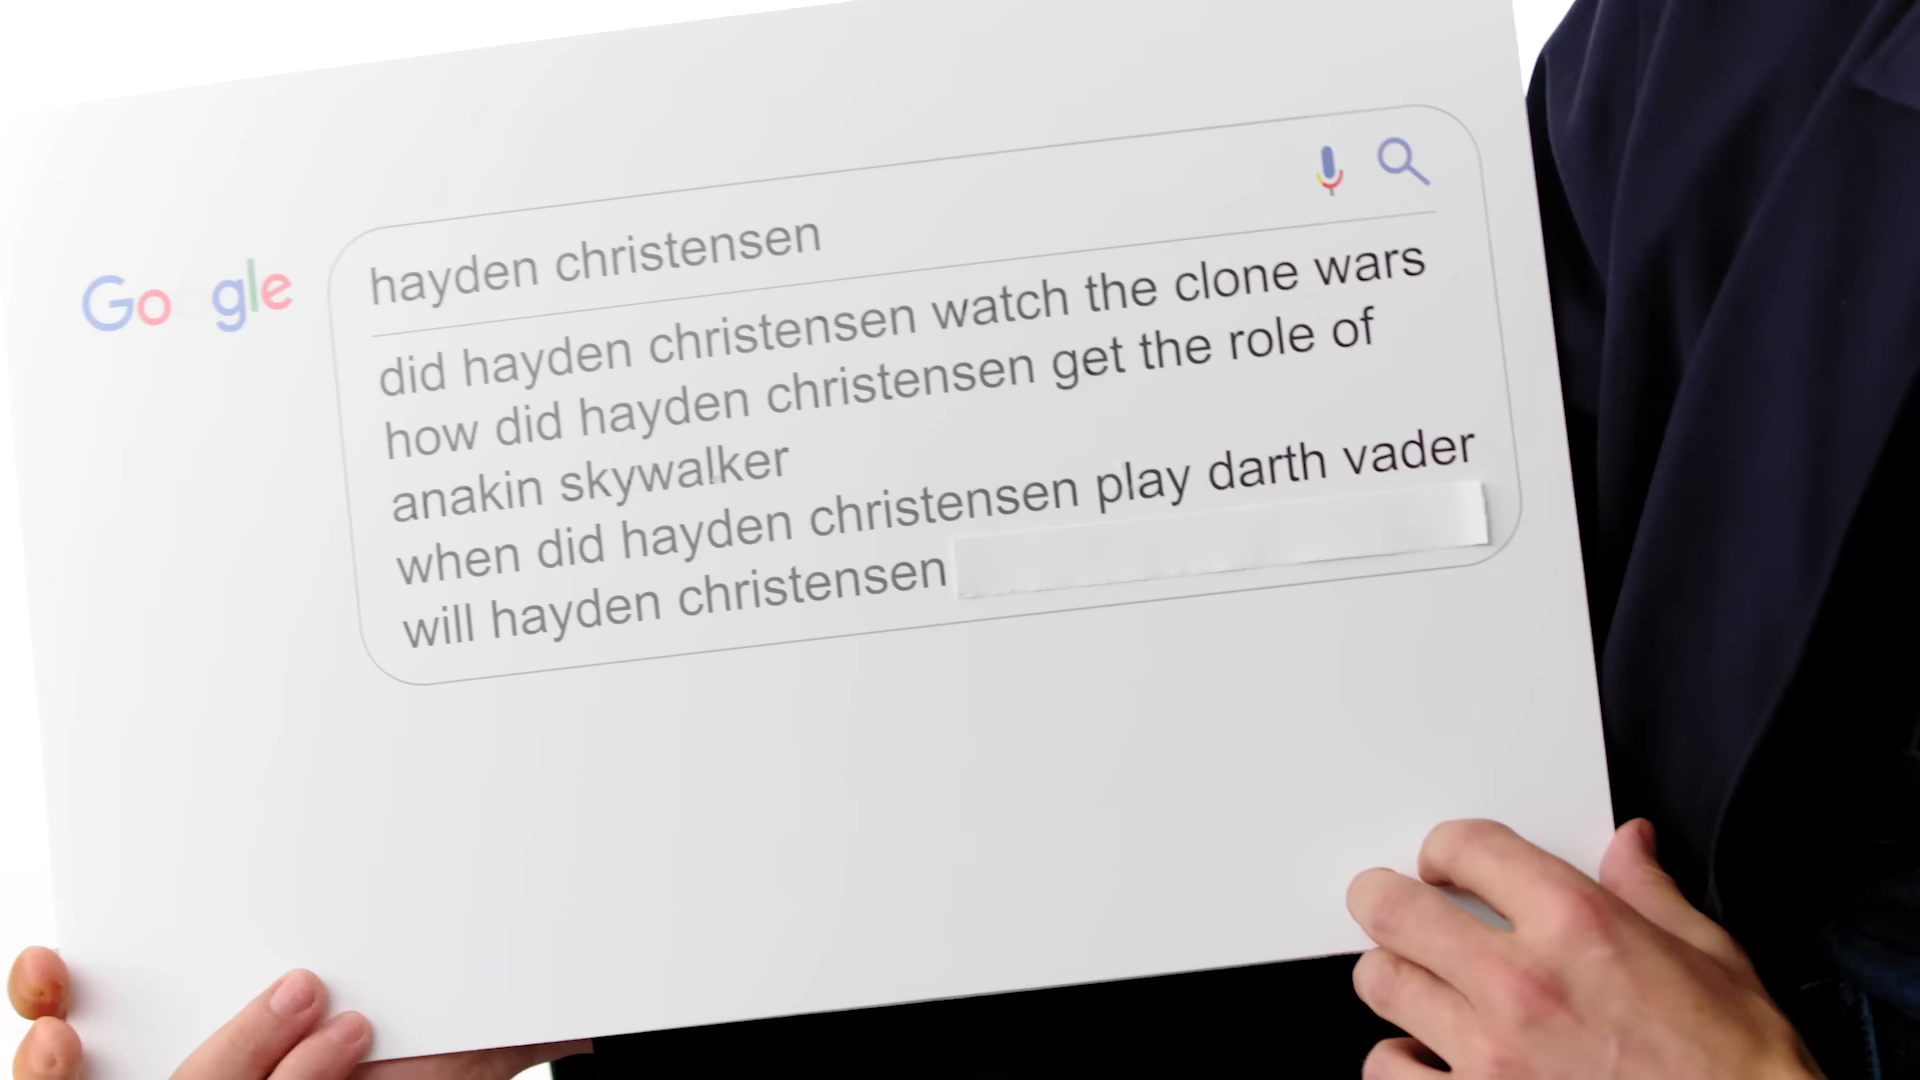 Google
hayden christensen
did hayden christensen watch the clone wars
how did hayden christensen get the role of
anakin skywalker
when did hayden christensen play darth vader
will hayden christensen